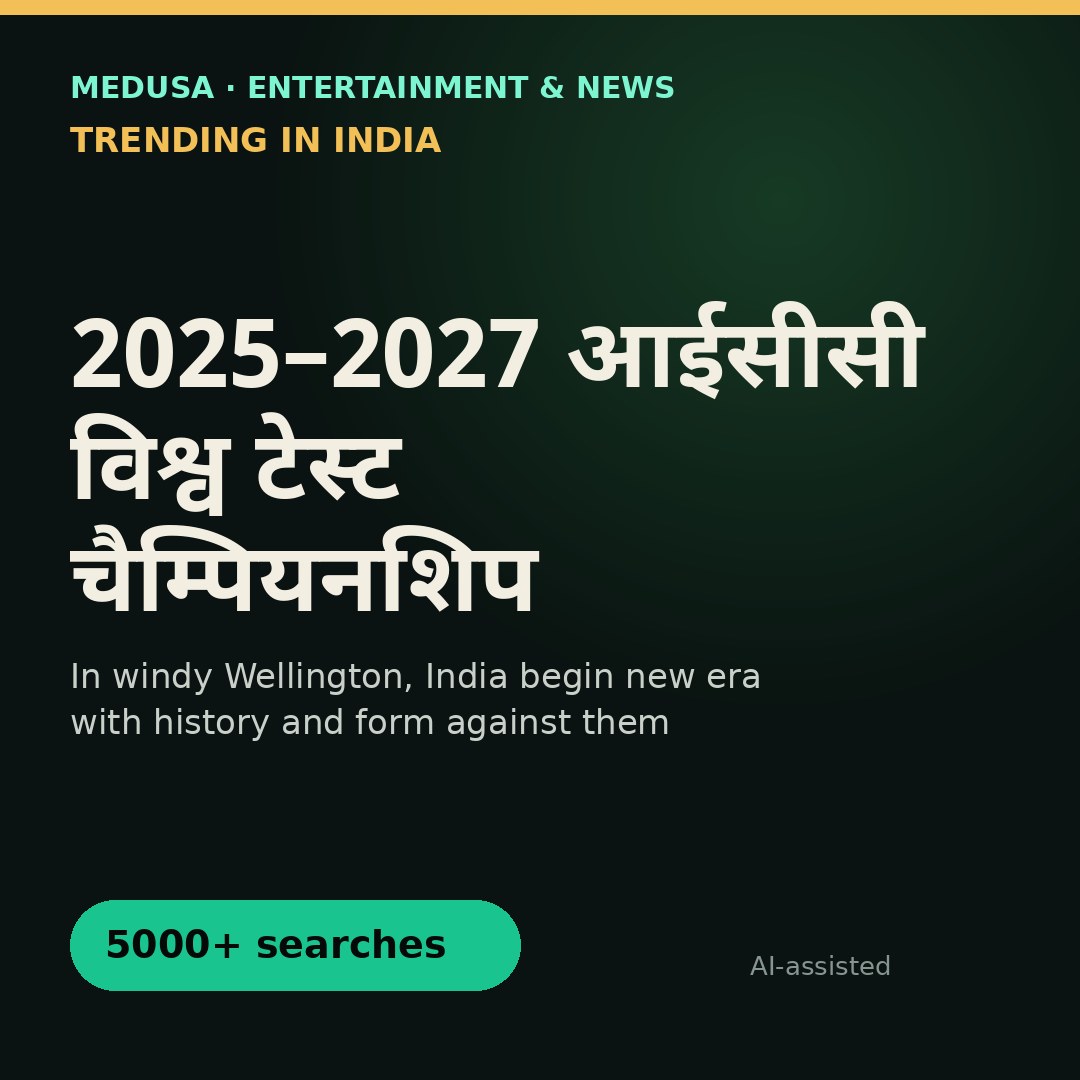 MEDUSA · ENTERTAINMENT & NEWS
TRENDING IN INDIA
2025–2027 आईसीसी
विश्व टेस्ट
चैम्पियनशिप
In windy Wellington, India begin new era
with history and form against them
5000+ searches
AI-assisted